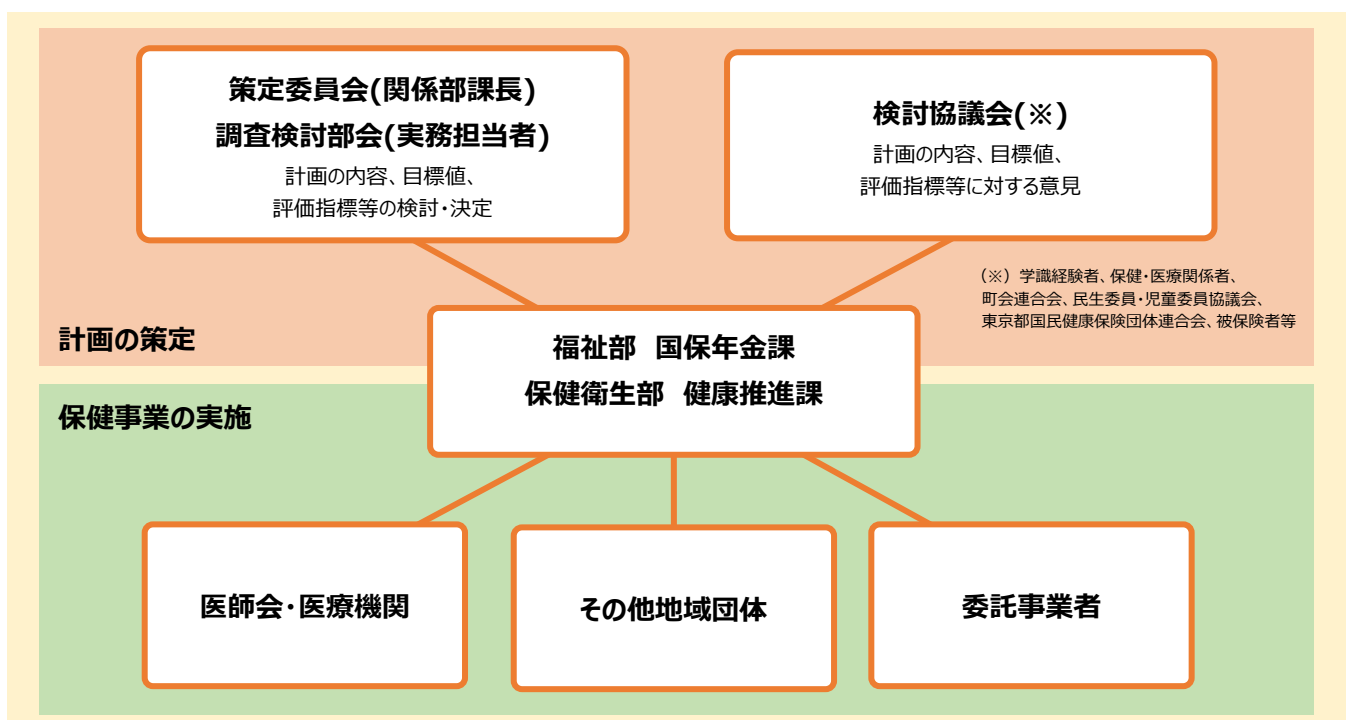 策定委員会(関係部課長)
調査検討部会(実務担当者)
計画の内容、目標値、
評価指標等の検討・決定
検討協議会(※)
計画の内容、目標値、
評価指標等に対する意見
(※) 学識経験者、保健・医療関係者、
町会連合会、民生委員・児童委員協議会、
東京都国民健康保険団体連合会、被保険者等
計画の策定
福祉部 国保年金課
保健衛生部 健康推進課
保健事業の実施
医師会・医療機関
その他地域団体
委託事業者